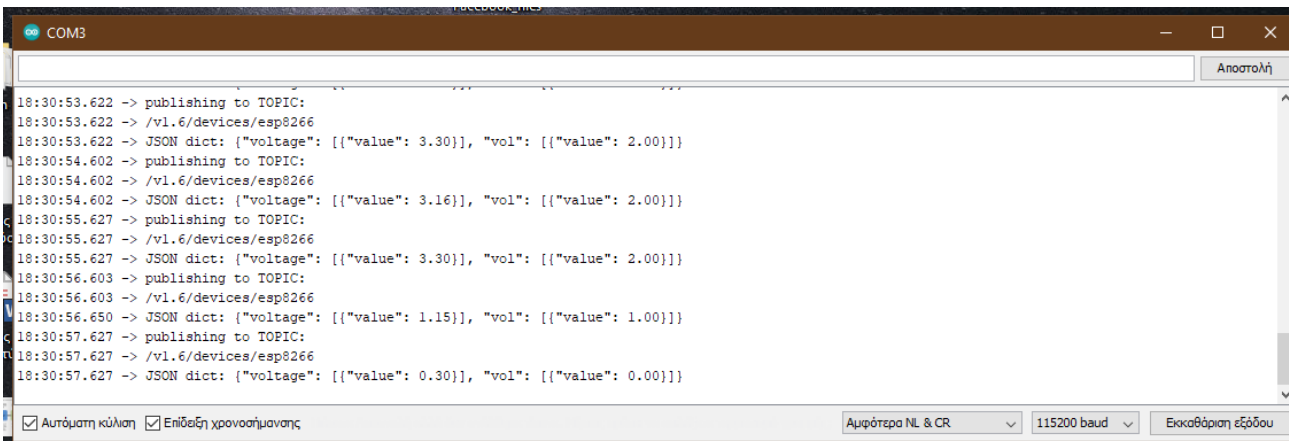 COM3
Αποστολή
18:30:53.622 -> publishing to TOPIC:
18:30:53.622 -> /v1.6/devices/esp8266
18:30:53.622 -> JSON dict: {"voltage": [{"value": 3.30}], "vol": [{"value": 2.00}]}
18:30:54.602 -> publishing to TOPIC:
18:30:54.602 -> /v1.6/devices/esp8266
18:30:54.602 -> JSON dict: {"voltage": [{"value": 3.16}], "vol": [{"value": 2.00}]}
18:30:55.627 -> publishing to TOPIC:
18:30:55.627 -> /v1.6/devices/esp8266
18:30:55.627 -> JSON dict: {"voltage": [{"value": 3.30}], "vol": [{"value": 2.00}]}
18:30:56.603 -> publishing to TOPIC:
18:30:56.603 -> /v1.6/devices/esp8266
18:30:56.650 -> JSON dict: {"voltage": [{"value": 1.15}], "vol": [{"value": 1.00}]}
18:30:57.627 -> publishing to TOPIC:
18:30:57.627 -> /v1.6/devices/esp8266
18:30:57.627 -> JSON dict: {"voltage": [{"value": 0.30}], "vol": [{"value": 0.00}]}
Αυτόματη κύλιση Επίδειξη χρονοσήμανσης Αμφότερα NL & CR 115200 baud Εκκαθάριση εξόδου